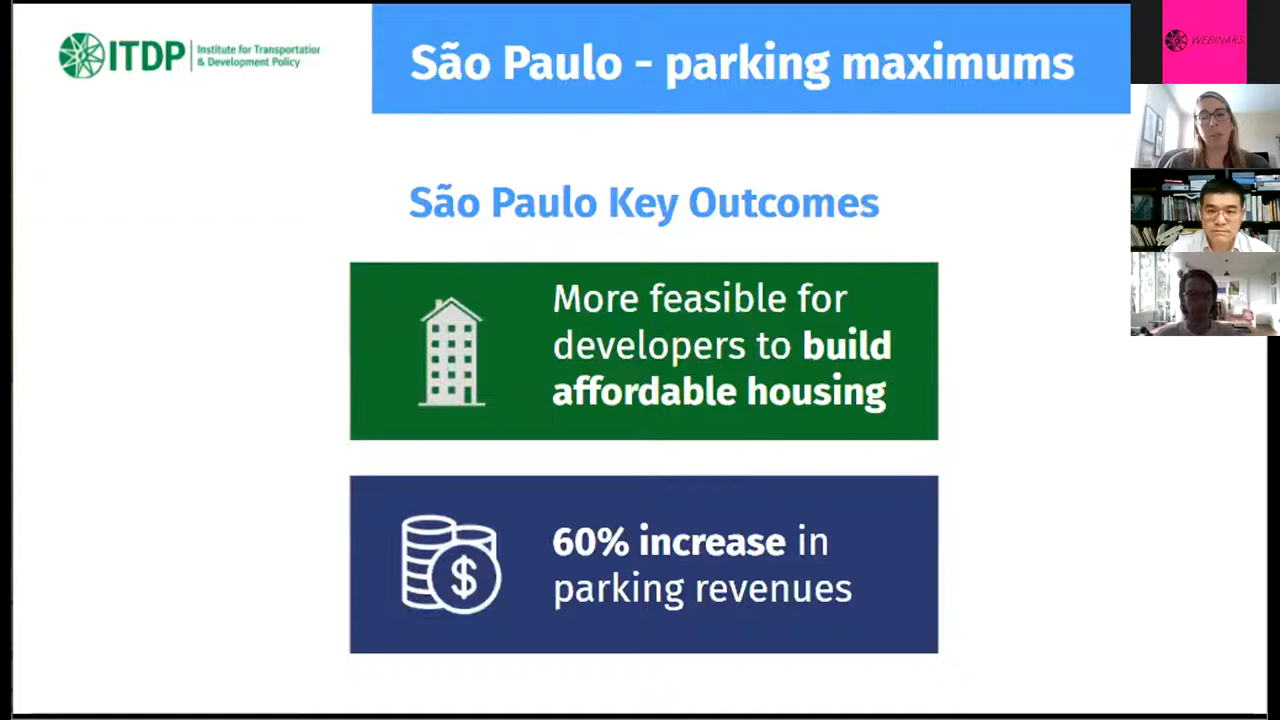 ITDP
Institute for Transportation
& Development Policy
São Paulo - parking maximums
WEBINARS
São Paulo Key Outcomes
More feasible for
developers to build
affordable housing
$
60% increase in
parking revenues